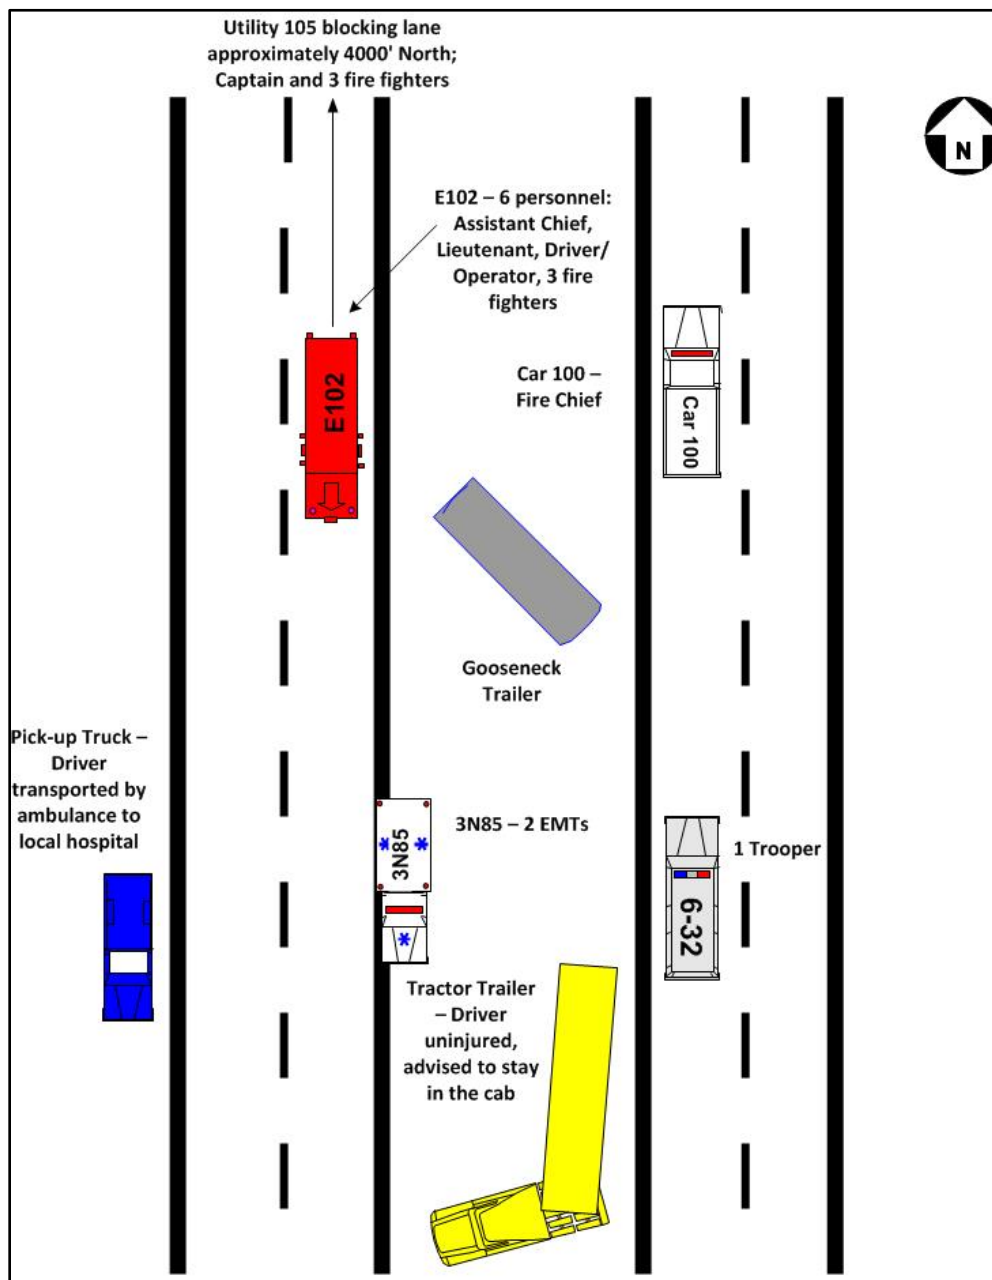 Utility 105 blocking lane
approximately 4000' North;
Captain and 3 fire fighters
N
E102 – 6 personnel:
Assistant Chief,
Lieutenant, Driver/
Operator, 3 fire
fighters
E102
Car 100 –
Fire Chief
Car 100
Gooseneck
Trailer
Pick-up Truck –
Driver
transported by
ambulance to
local hospital
3N85
3N85 – 2 EMTs
1 Trooper
6-32
Tractor Trailer
– Driver
uninjured,
advised to stay
in the cab